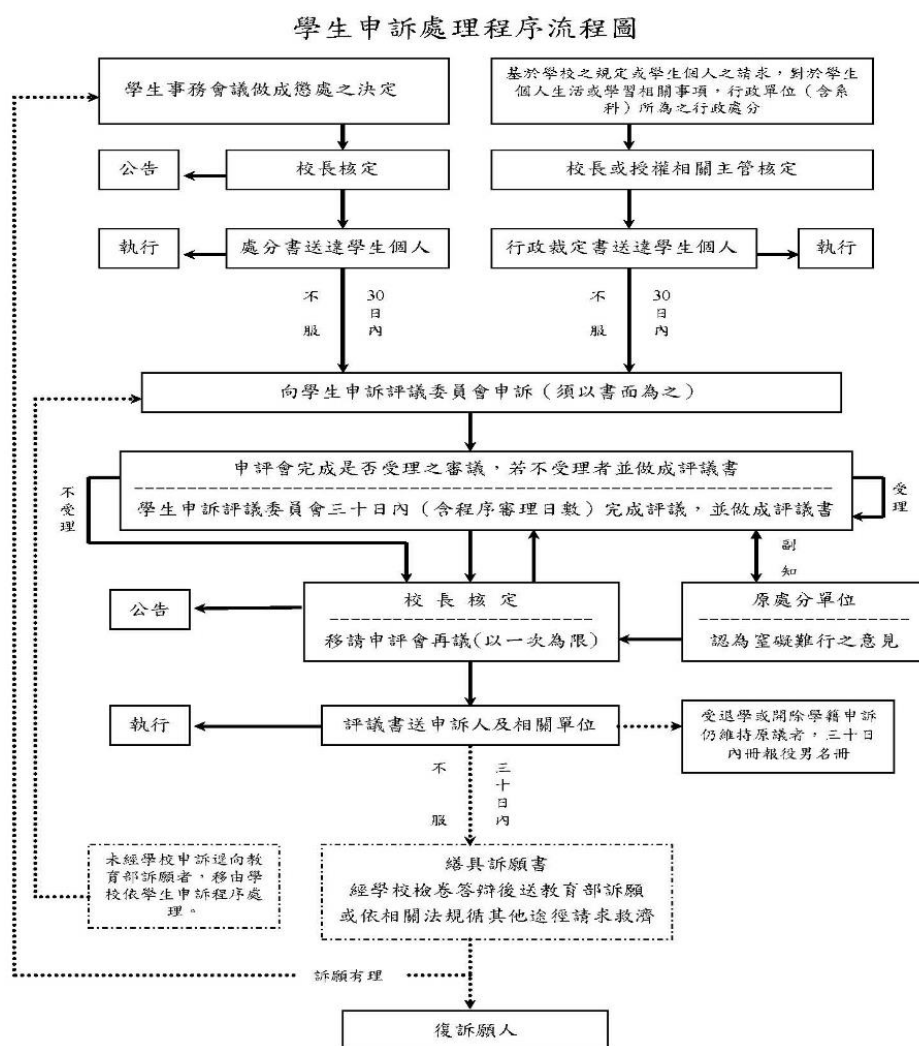 學生申訴處理程序流程圖
學生事務會議做成懲處之決定
基於學校之規定或學生個人之請求，對於學生
個人生活或學習相關事項，行政單位（含系
科）所為之行政處分
公告
校長核定
校長或授權相關主管核定
執行
處分書送達學生個人
行政裁定書送達學生個人
執行
不服
30日內
不服
30日內
向學生申訴評議委員會申訴（須以書面為之）
申評會完成是否受理之審議，若不受理者並做成評議書
學生申訴評議委員會三十日內（含程序審理日數）完成評議，並做成評議書
不受理
受理
副知
公告
校長核定
移請申評會再議(以一次為限)
原處分單位
認為窒礙難行之意見
執行
評議書送申訴人及相關單位
受退學或開除學籍申訴
仍維持原議者，三十日
內冊報役男名冊
不服
三十日內
未經學校申訴逕向教
育部訴願者，移由學
校依學生申訴程序處
理。
繕具訴願書
經學校檢卷答辯後送教育部訴願
或依相關法規循其他途徑請求救濟
訴願有理
復訴願人